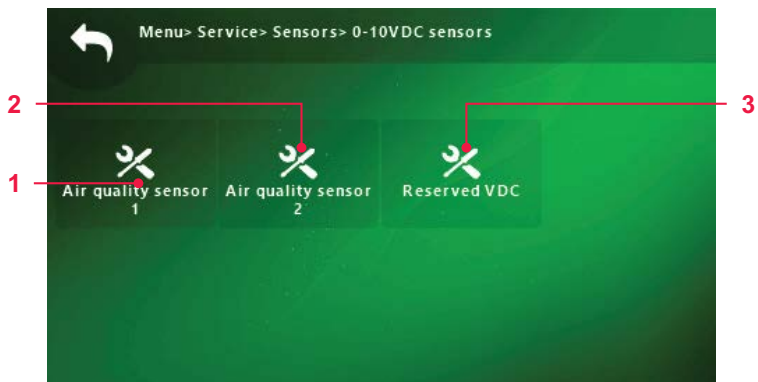 Menu> Service> Sensors> 0-10VDC sensors
2
3
1
Air quality sensor
1
Air quality sensor
2
Reserved VDC